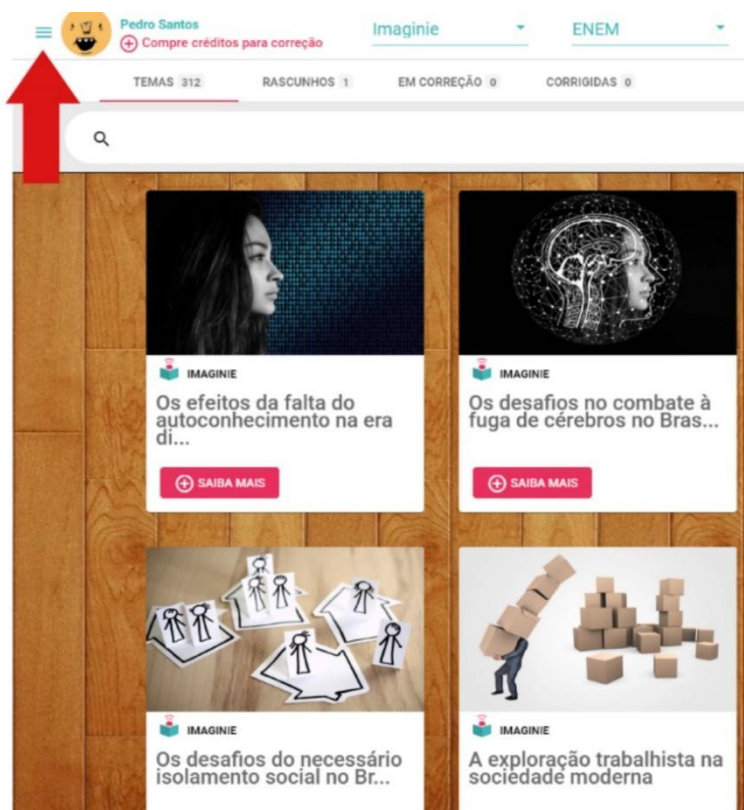 Pedro Santos
Compre créditos para correção
Imaginie
ENEM
TEMAS 312
RASCUNHOS 1
EM CORREÇÃO 0
CORRIGIDAS 0
IMAGINIE
Os efeitos da falta do
autoconhecimento na era
di...
SAIBA MAIS
IMAGINIE
Os desafios no combate à
fuga de cérebros no Bras...
SAIBA MAIS
IMAGINIE
Os desafios do necessário
isolamento social no Br...
IMAGINIE
A exploração trabalhista na
sociedade moderna